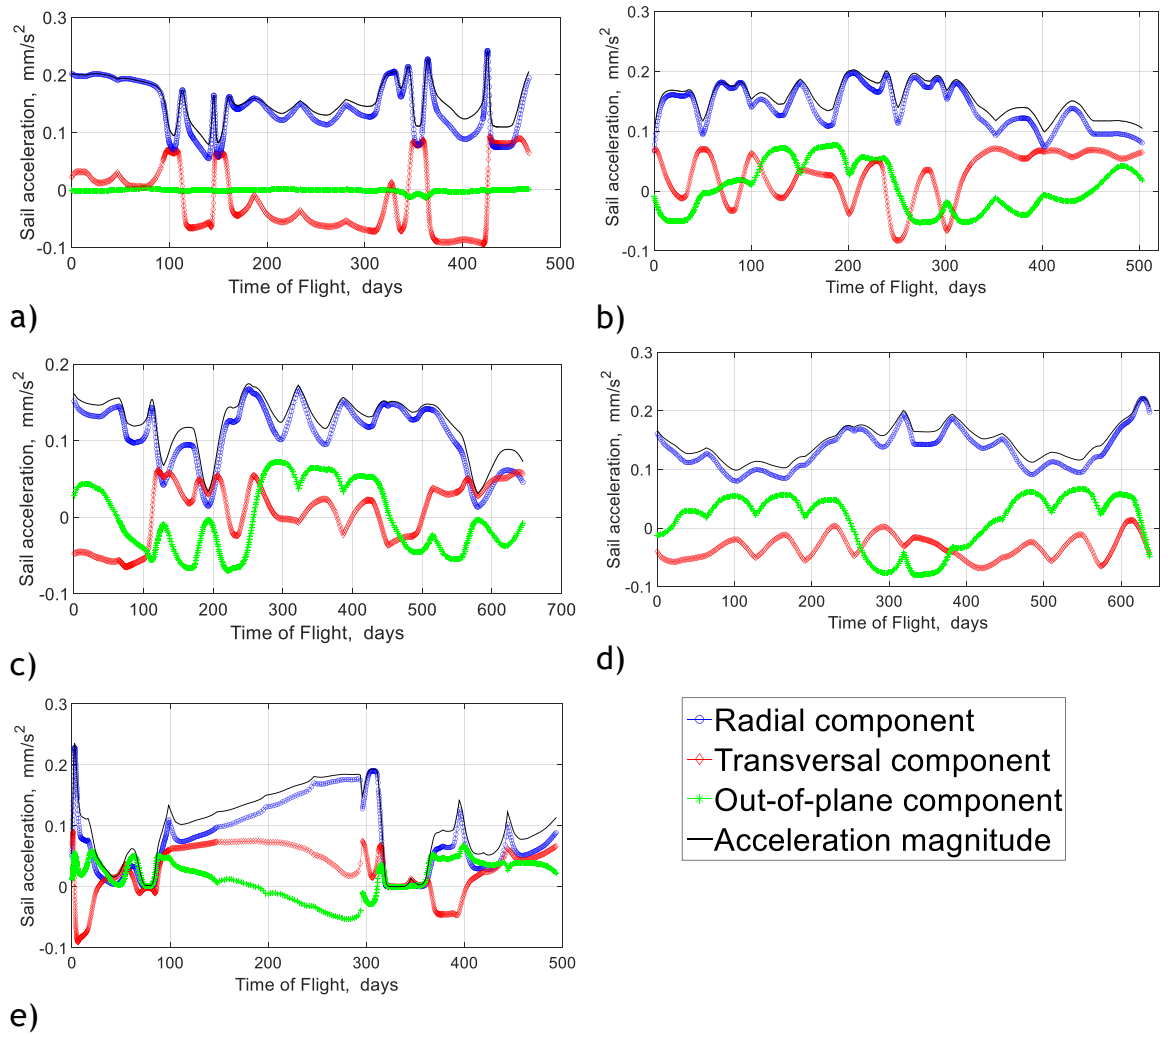 0.3
0.2
0.1
0
-0.1
Sail acceleration, mm/s2
0 100 200 300 400 500
Time of Flight, days
a)
0.3
0.2
0.1
0
-0.1
Sail acceleration, mm/s2
0 100 200 300 400 500
Time of Flight, days
b)
0.2
0.1
0
-0.1
Sail acceleration, mm/s2
0 100 200 300 400 500 600 700
Time of Flight, days
c)
0.3
0.2
0.1
0
-0.1
Sail acceleration, mm/s2
0 100 200 300 400 500 600
Time of Flight, days
d)
0.3
0.2
0.1
0
-0.1
Sail acceleration, mm/s2
0 100 200 300 400 500
Time of Flight, days
e)
Radial component
Transversal component
Out-of-plane component
Acceleration magnitude